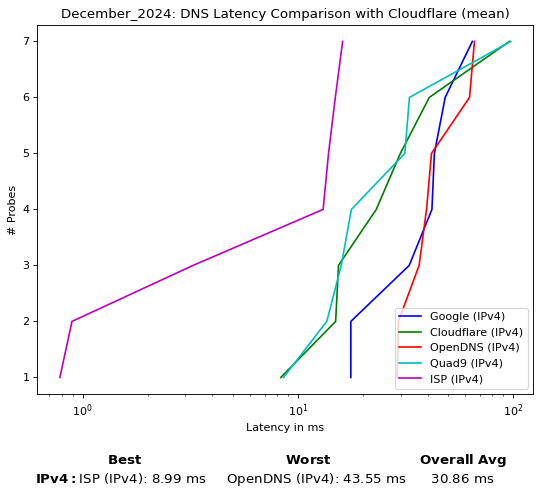 December_2024: DNS Latency Comparison with Cloudflare (mean)
7
6
5
4
3
2
1
# Probes
Google (IPv4)
Cloudflare (IPv4)
OpenDNS (IPv4)
Quad9 (IPv4)
ISP (IPv4)
10⁰ 10¹ 10²
Latency in ms
Best Worst Overall Avg
IPv4: ISP (IPv4): 8.99 ms OpenDNS (IPv4): 43.55 ms 30.86 ms